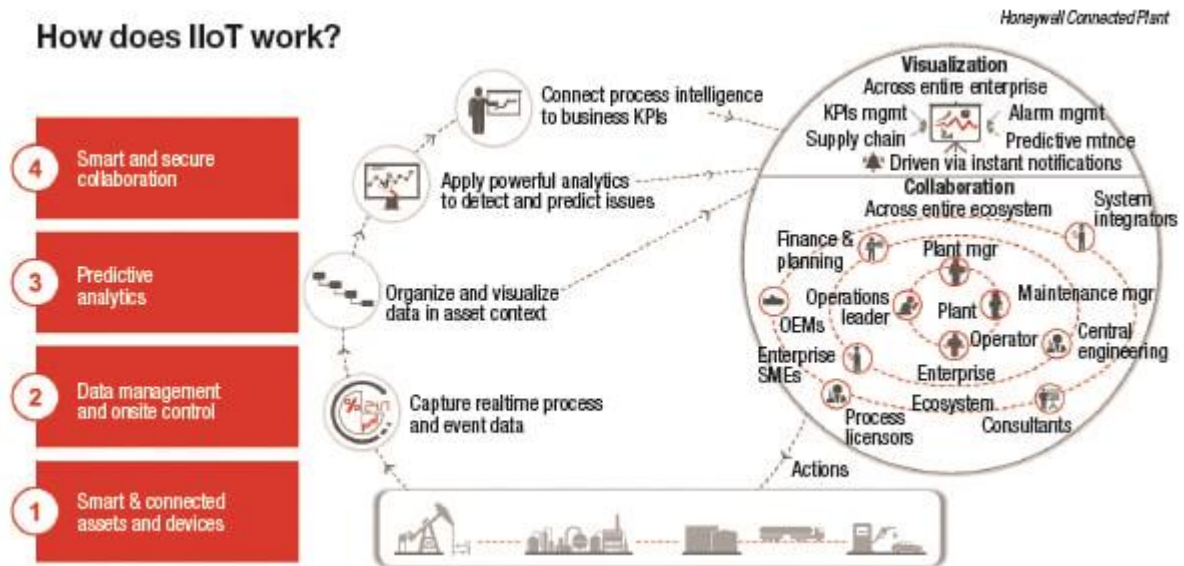 How does IIoT work?
Honeywell Connected Plant
4
Smart and secure
collaboration
3
Predictive
analytics
2
Data management
and onsite control
1
Smart & connected
assets and devices
Connect process intelligence
to business KPIs
Apply powerful analytics
to detect and predict issues
Organize and visualize
data in asset context
Capture realtime process
and event data
Visualization
Across entire enterprise
KPIs mgmt
Alarm mgmt
Supply chain
Predictive mtnce
Driven via instant notifications
Collaboration
Across entire ecosystem
System
integrators
Finance &
planning
Plant mgr
Operations
leader
Plant
Maintenance mgr
OEMs
Operator
Central
engineering
Enterprise
SMEs
Enterprise
Ecosystem
Process
licensors
Consultants
Actions